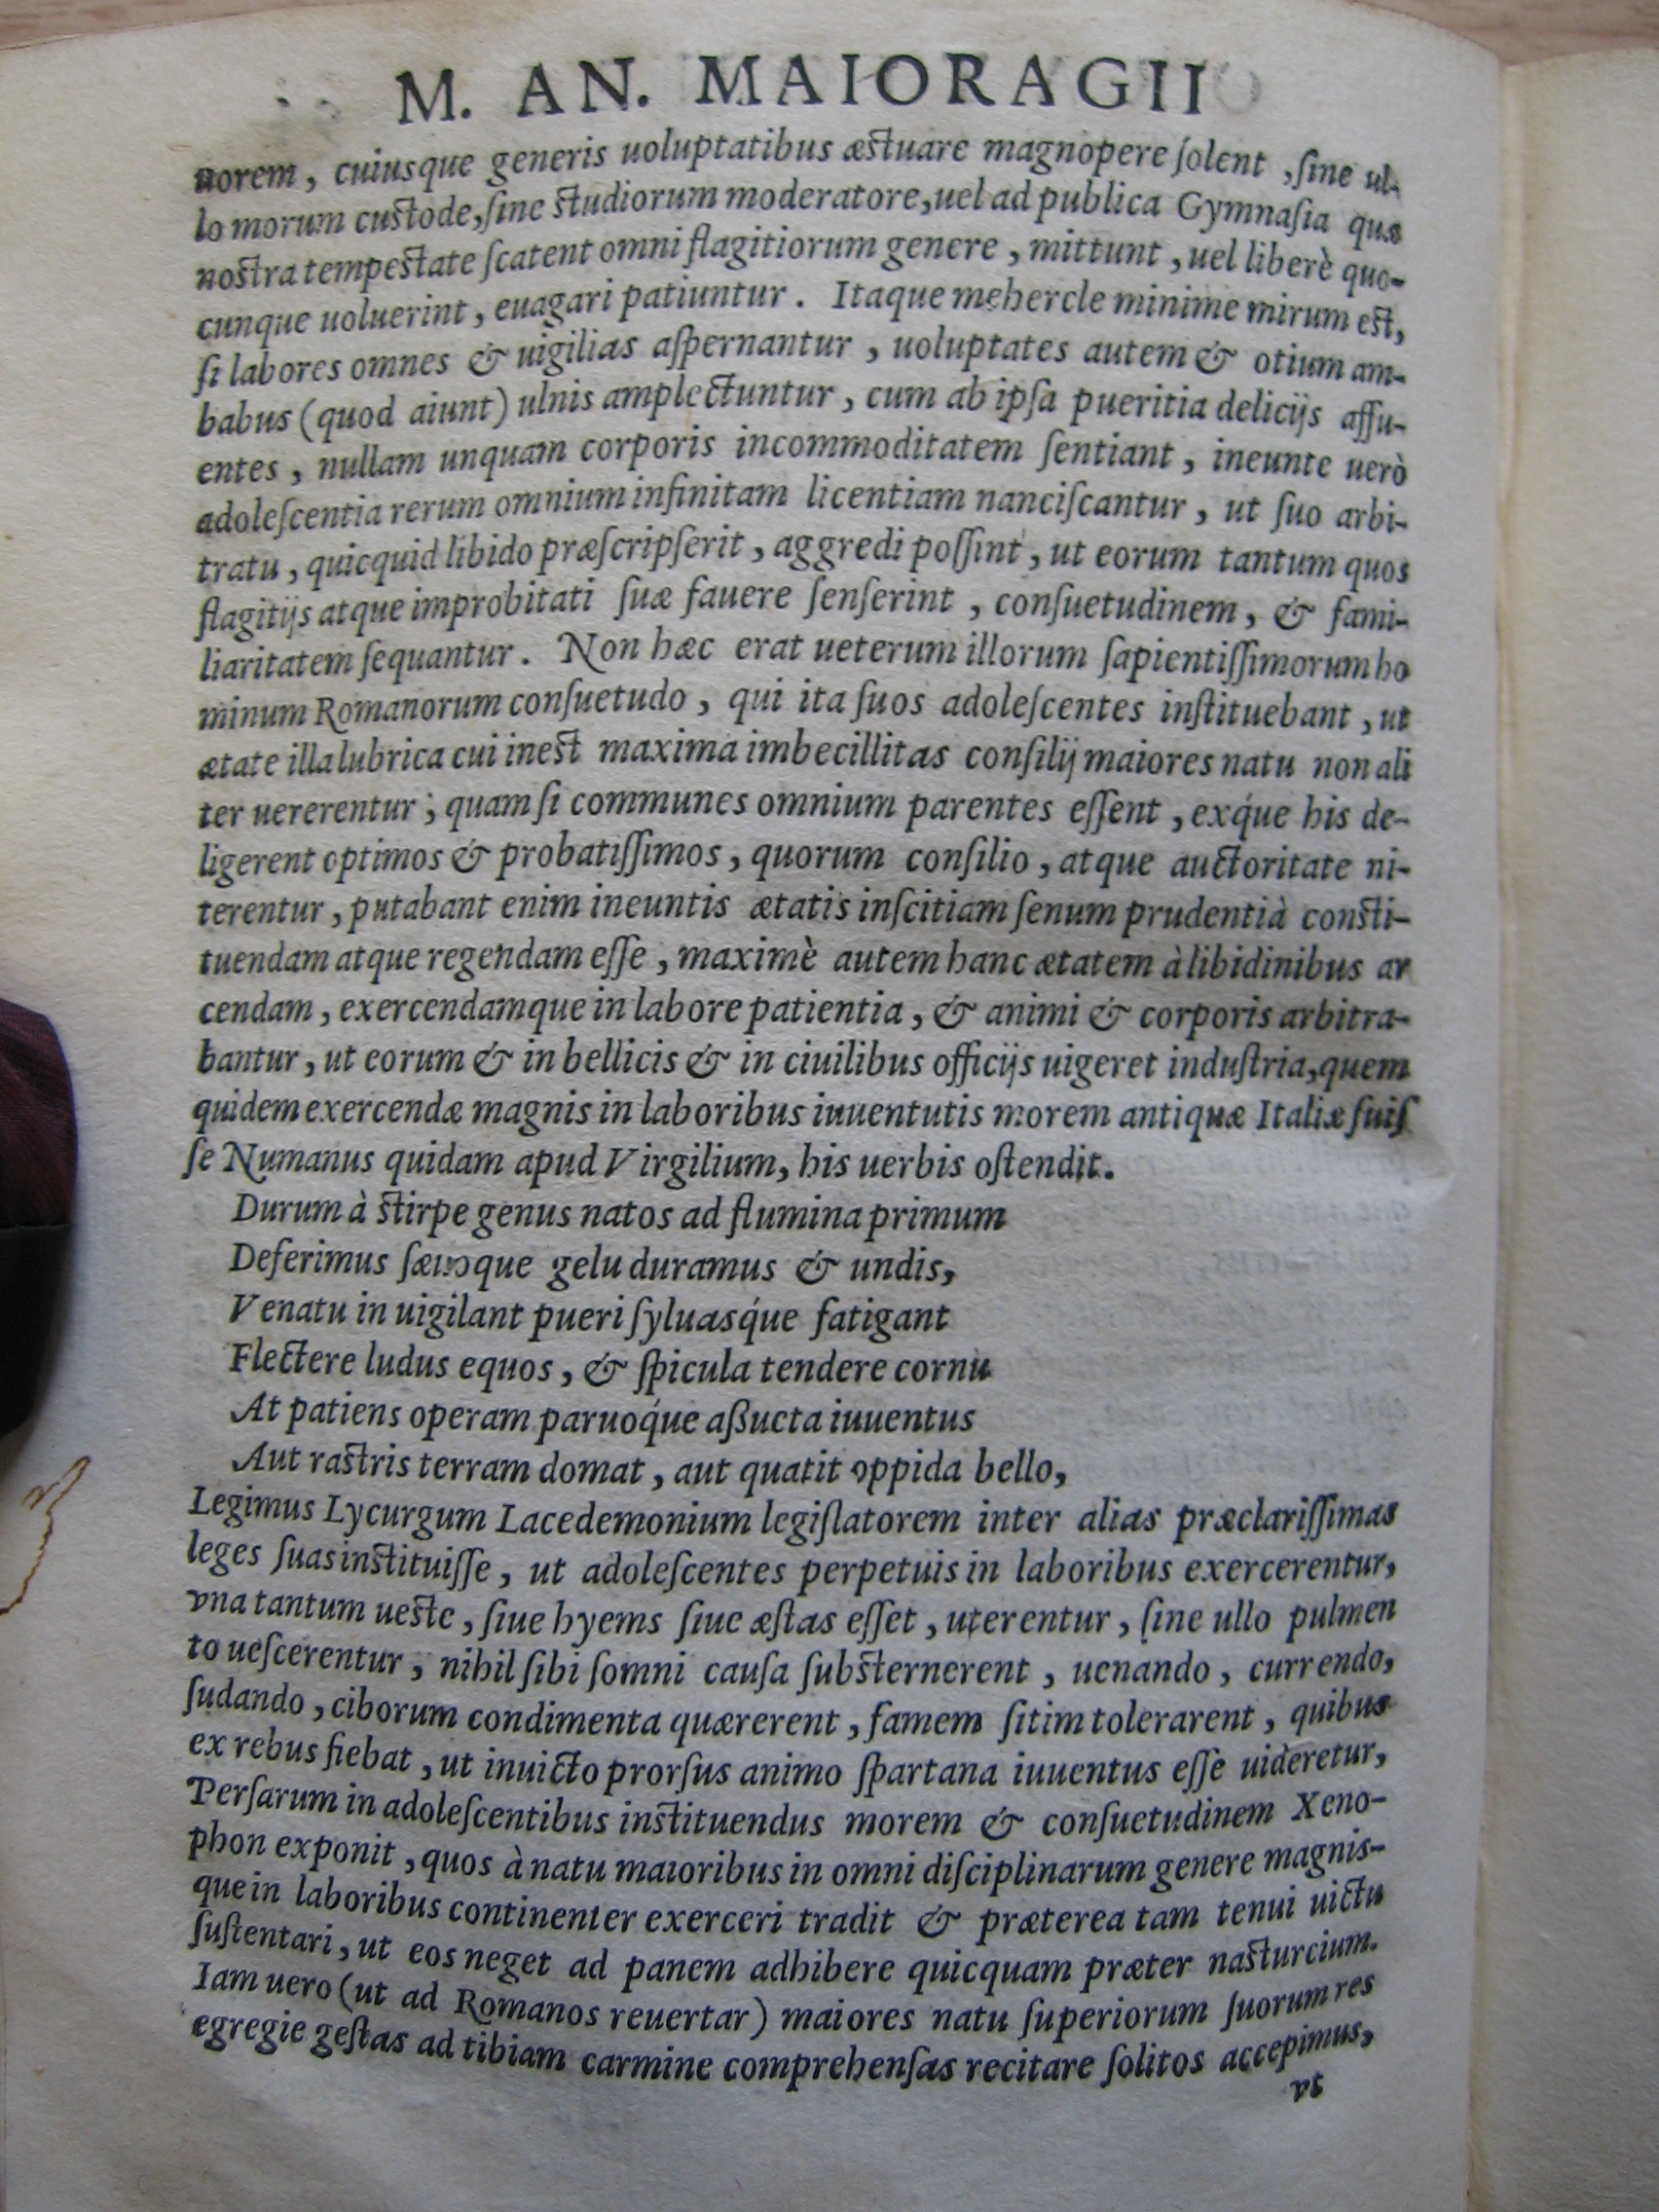 M. AN. MAIORAGII
uorem, cuiusque generis uoluptatibus æstuare magnopere ſolent, ſine ul-
lo morum custode, ſine studiorum moderatore, uel ad publica Gymnaſia quæ
nostra tempestate ſcatent omni flagitiorum genere, mittunt, uel liberè quo-
cunque uoluerint, euagari patiuntur. Itaque mehercle minime mirum est,
ſi labores omnes & uigilias aſpernantur, uoluptates autem & otium am-
babus (quod aiunt) ulnis amplectuntur, cum ab ipſa pueritia delicijs affu-
entes, nullam unquam corporis incommoditatem ſentiant, ineunte uerò
adoleſcentia rerum omnium infinitam licentiam nanciſcantur, ut ſuo arbi-
tratu, quicquid libido præſcripſerit, aggredi poſſint, ut eorum tantum quos
flagitijs atque improbitati ſuæ fauere ſenſerint, conſuetudinem, & fami-
liaritatem ſequantur. Non hæc erat ueterum illorum ſapientiſſimorum ho
minum Romanorum conſuetudo, qui ita ſuos adoleſcentes inſtituebant, ut
ætate illa lubrica cui inest maxima imbecillitas conſilij maiores natu non ali
ter uererentur; quam ſi communes omnium parentes eſſent, exq́ue his de-
ligerent optimos & probatiſſimos, quorum conſilio, atque auctoritate ni-
terentur, putabant enim ineuntis ætatis inſcitiam ſenum prudentià consti-
tuendam atque regendam eſſe, maximè autem hanc ætatem à libidinibus ar
cendam, exercendamque in labore patientia, & animi & corporis arbitra-
bantur, ut eorum & in bellicis & in ciuilibus officijs uigeret induſtria, quem
quidem exercendæ magnis in laboribus iuuentutis morem antiquæ Italiæ fuiſ
ſe Numanus quidam apud Virgilium, his uerbis oſtendit.
Durum à stirpe genus natos ad flumina primum
Deferimus ſæuoque gelu duramus & undis,
Venatu in uigilant pueri ſyluasq́ue fatigant
Flectere ludus equos, & ſpicula tendere cornu
At patiens operam paruoq́ue aßueta iuuentus
Aut rastris terram domat, aut quatit oppida bello,
Legimus Lycurgum Lacedemonium legiſlatorem inter alias præclariſſimas
leges ſuas instituiſſe, ut adoleſcentes perpetuis in laboribus exercerentur,
vna tantum ueste, ſiue hyems ſiue æſtas eſſet, uterentur, ſine ullo pulmen
to ueſcerentur, nihil ſibi ſomni cauſa substernerent, uenando, currendo,
ſudando, ciborum condimenta quærerent, famem ſitim tolerarent, quibus
ex rebus fiebat, ut inuicto prorſus animo ſpartana iuuentus eſſe uideretur,
Perſarum in adoleſcentibus instituendus morem & conſuetudinem Xeno-
phon exponit, quos à natu maioribus in omni diſciplinarum genere magnis-
que in laboribus continenter exerceri tradit & præterea tam tenui uictu
ſuſtentari, ut eos neget ad panem adhibere quicquam præter nasturcium.
Iam uero (ut ad Romanos reuertar) maiores natu ſuperiorum ſuorum res
egregie geſtas ad tibiam carmine comprehenſas recitare ſolitos accepimus,
vt